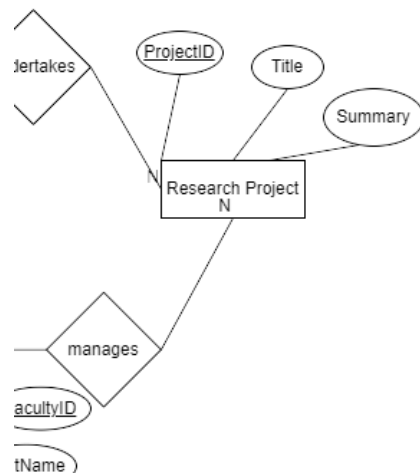 ProjectID
dertakes
Title
Summary
N
Research Project
N
manages
acultyID
tName